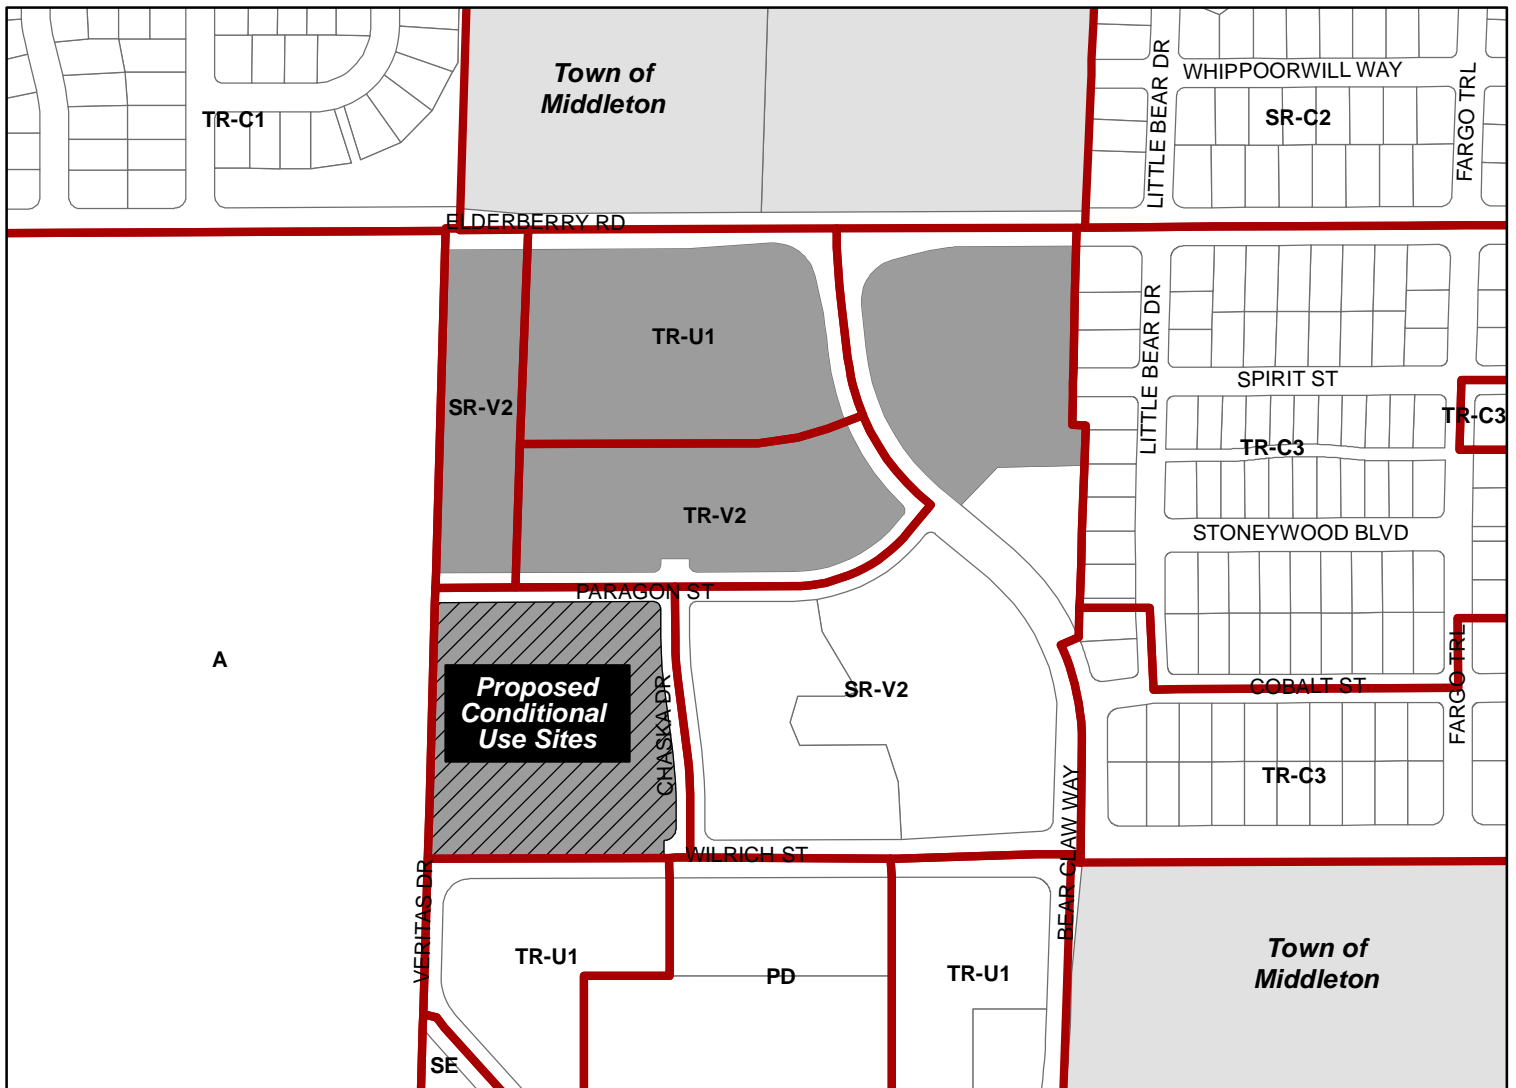 Town of
Middleton
LITTLE BEAR DR
WHIPPOORWILL WAY
FARGO TRL
TR-C1
SR-C2
ELDERBERRY RD
TR-U1
LITTLE BEAR DR
SPIRIT ST
SR-V2
TR-C3
TR-C3
TR-V2
STONEYWOOD BLVD
PARAGON ST
A
Proposed
Conditional
Use Sites
CHASKA DR
SR-V2
COBALT ST
FARGO TRL
TR-C3
BEAR CLAW WAY
WILRICH ST
VERITAS DR
TR-U1
PD
TR-U1
Town of
Middleton
SE